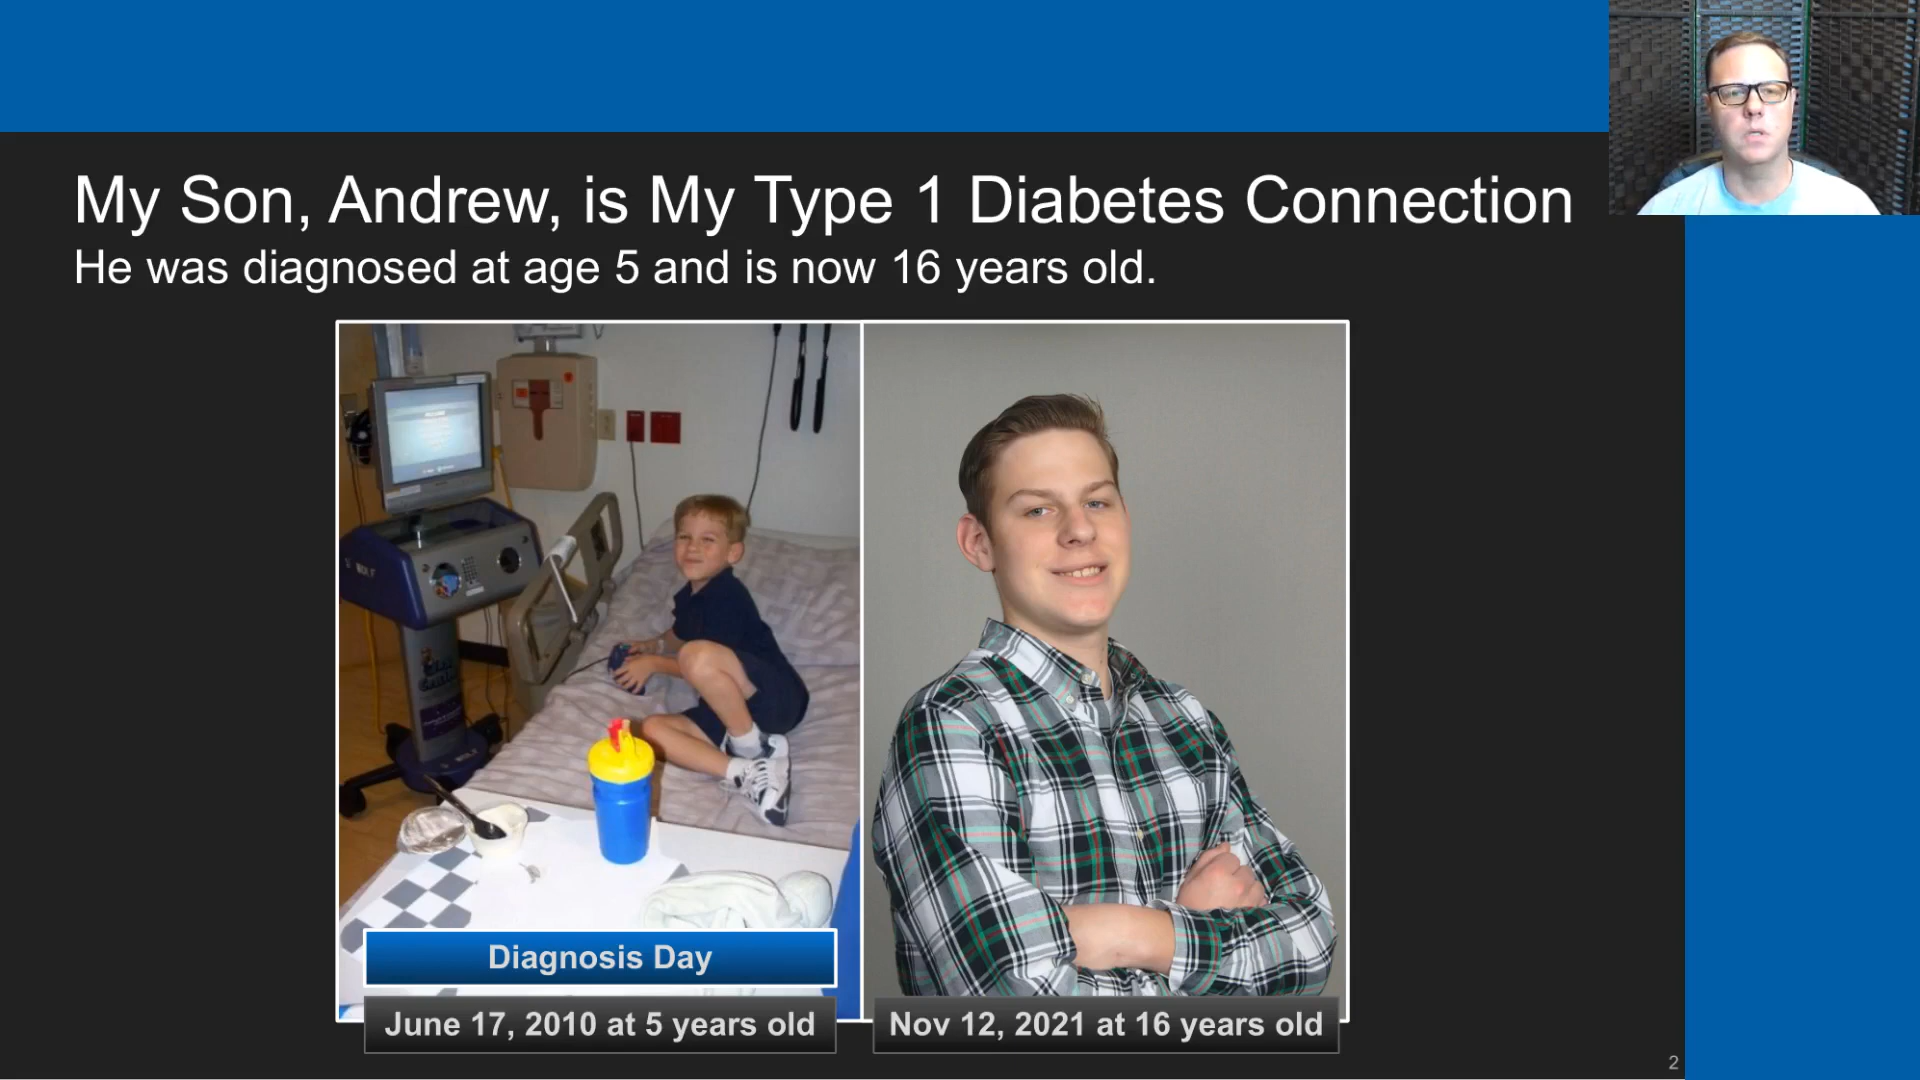 My Son, Andrew, is My Type 1 Diabetes Connection
He was diagnosed at age 5 and is now 16 years old.
Diagnosis Day
June 17, 2010 at 5 years old
Nov 12, 2021 at 16 years old
2